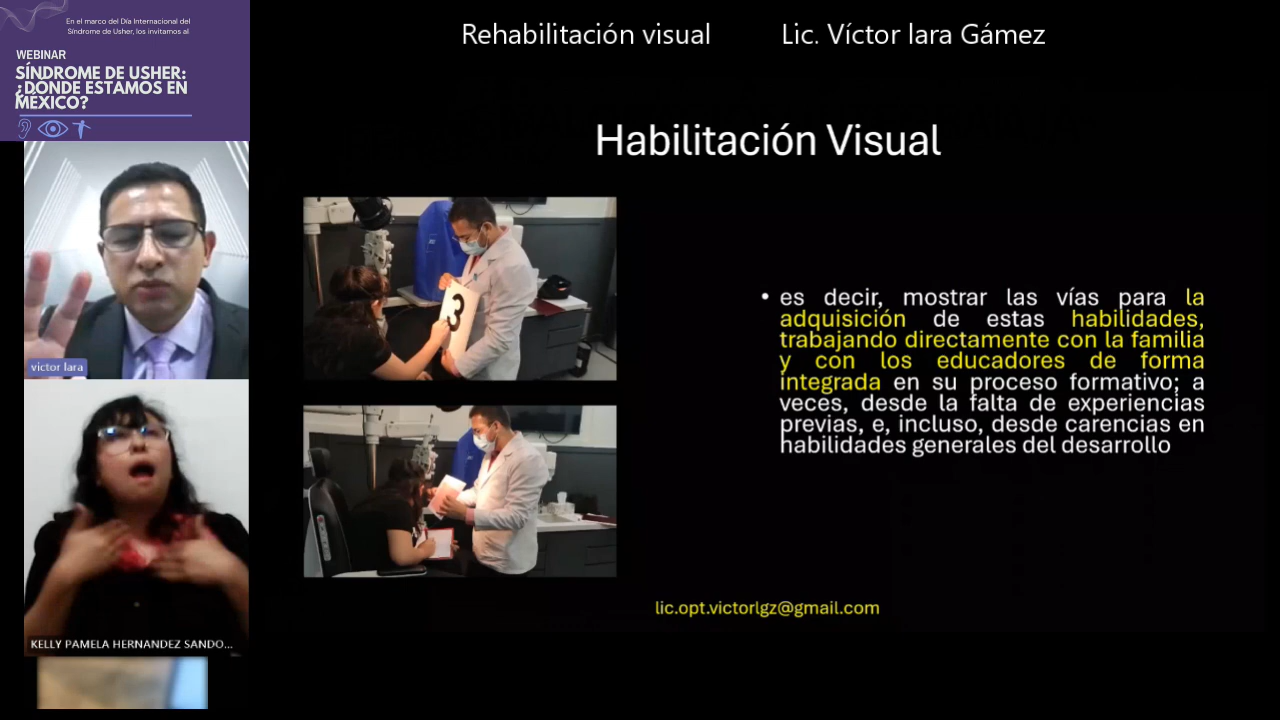 En el marco del Día Internacional del
Síndrome de Usher, los invitamos al
WEBINAR
SÍNDROME DE USHER:
¿DÓNDE ESTAMOS EN
MÉXICO?
Rehabilitación visual Lic. Víctor lara Gámez
Habilitación Visual
3
• es decir, mostrar las vías para la
adquisición de estas habilidades,
trabajando directamente con la familia
y con los educadores de forma
integrada en su proceso formativo; a
veces, desde la falta de experiencias
previas, e, incluso, desde carencias en
habilidades generales del desarrollo
lic.opt.victorlgz@gmail.com
victor lara
KELLY PAMELA HERNANDEZ SANDO...